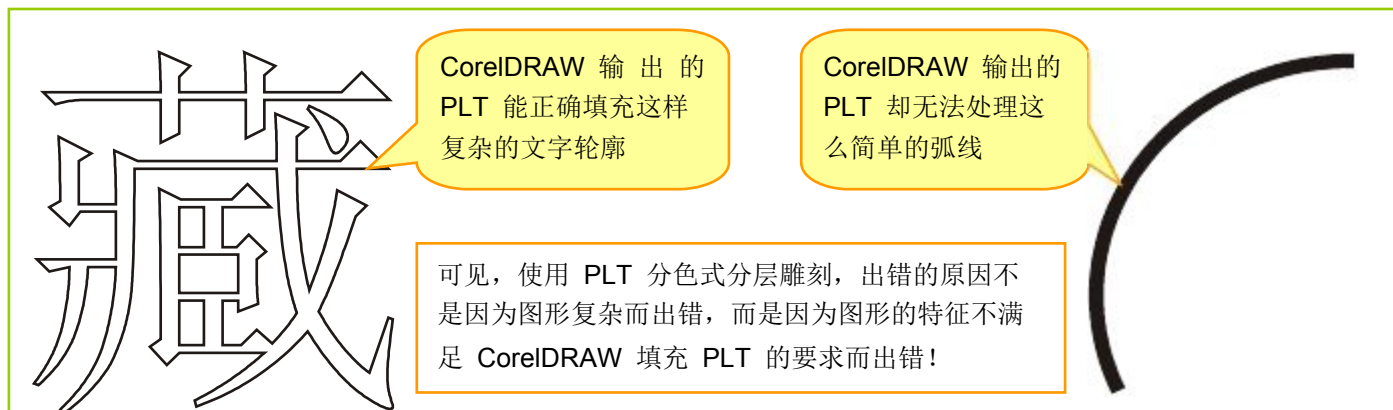 藏
CorelDRAW 输出的
PLT 能正确填充这样
复杂的文字轮廓
CorelDRAW 输出的
PLT 却无法处理这
么简单的弧线
可见，使用 PLT 分色式分层雕刻，出错的原因不
是因为图形复杂而出错，而是因为图形的特征不满
足 CorelDRAW 填充 PLT 的要求而出错！